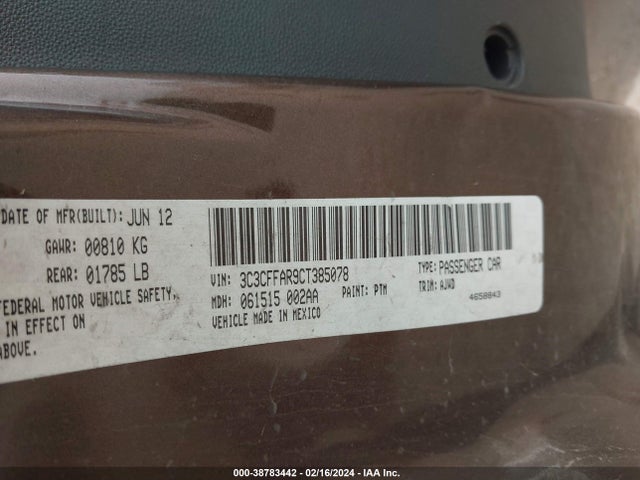 DATE OF MFR(BUILT): JUN 12
GAWR: 00810 KG
REAR: 01785 LB
FEDERAL MOTOR VEHICLE SAFETY,
IN EFFECT ON
ABOVE.
VIN: 3C3CFFAR9CT385078
TYPE: PASSENGER CAR
MDH: 061515 002AA
PAINT: PTM
TRIM: AJWD
VEHICLE MADE IN MEXICO
4658843
000-38783442 - 02/16/2024 - IAA Inc.